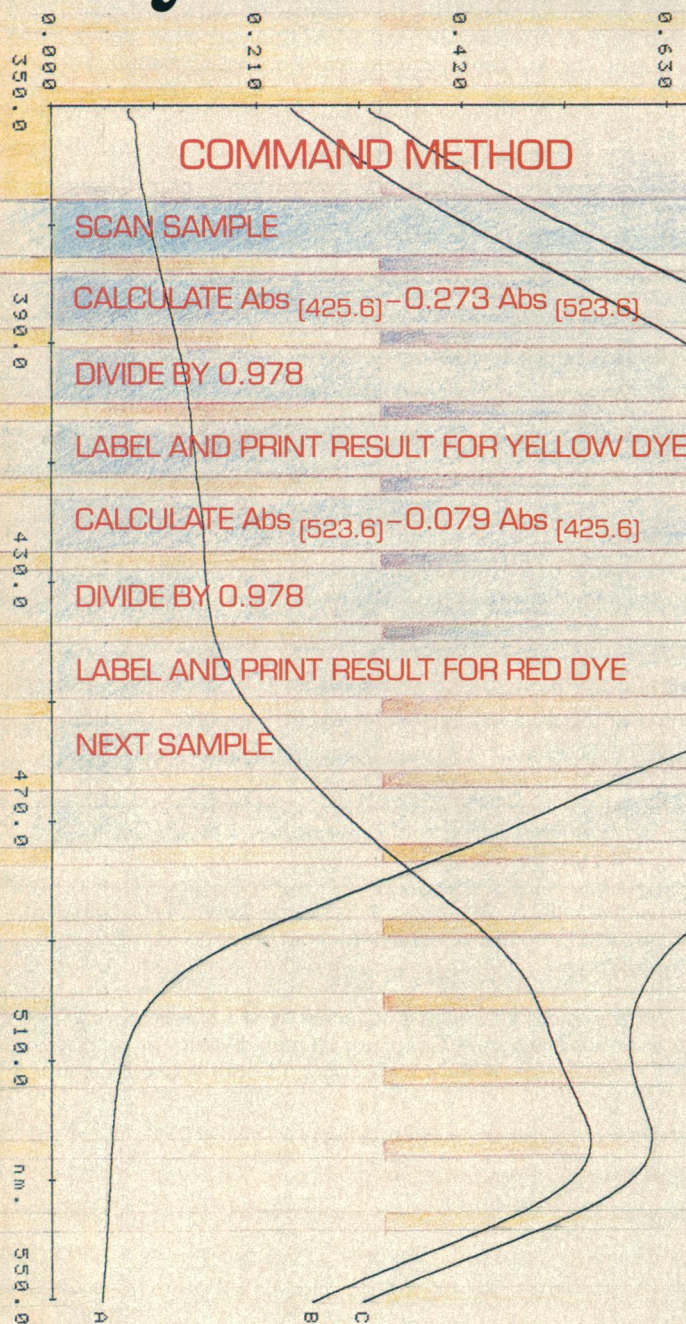 0.000 0.210 0.420 0.630
350.0
COMMAND METHOD
SCAN SAMPLE
CALCULATE Abs [425.6]-0.273 Abs [523.6]
390.0
DIVIDE BY 0.978
LABEL AND PRINT RESULT FOR YELLOW DYE
CALCULATE Abs [523.6]-0.079 Abs [425.6]
430.0
DIVIDE BY 0.978
LABEL AND PRINT RESULT FOR RED DYE
NEXT SAMPLE
470.0
510.0
nm.
550.0
A B C